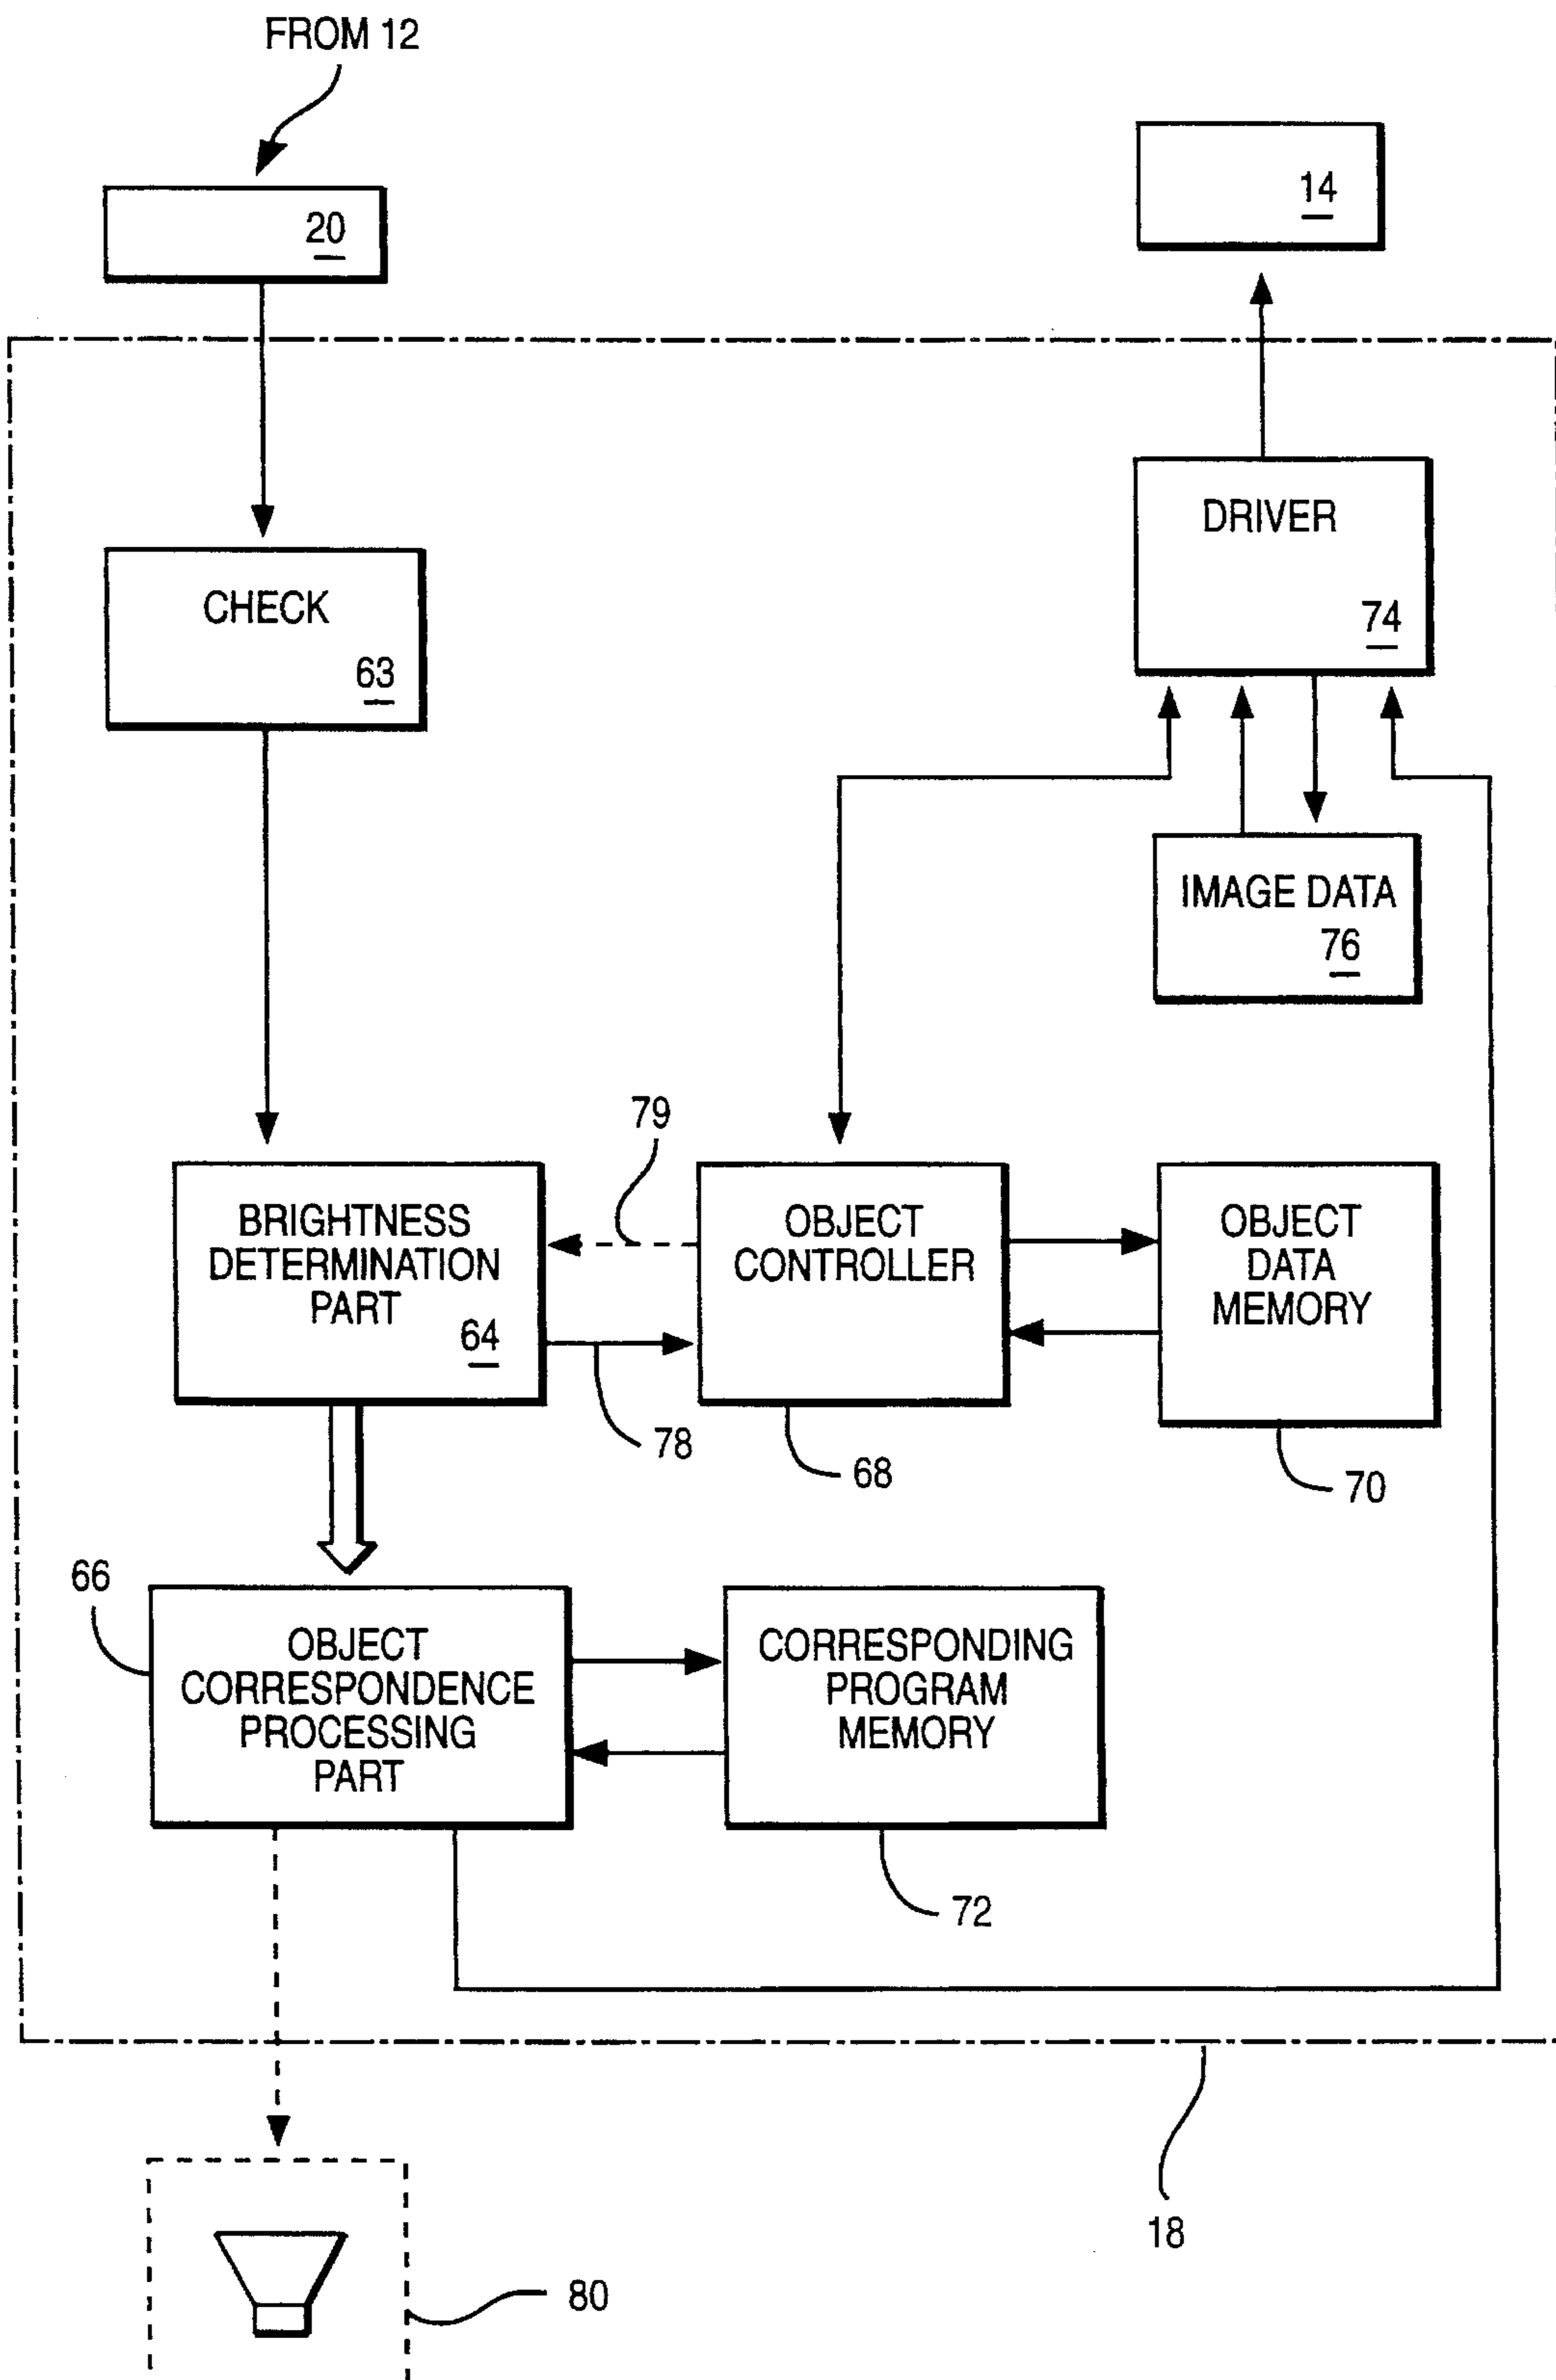 FROM 12
14
20
DRIVER
74
CHECK
63
IMAGE DATA
76
79
BRIGHTNESS
DETERMINATION
PART
64
OBJECT
CONTROLLER
OBJECT
DATA
MEMORY
78
68
70
66
OBJECT
CORRESPONDENCE
PROCESSING
PART
CORRESPONDING
PROGRAM
MEMORY
72
18
80